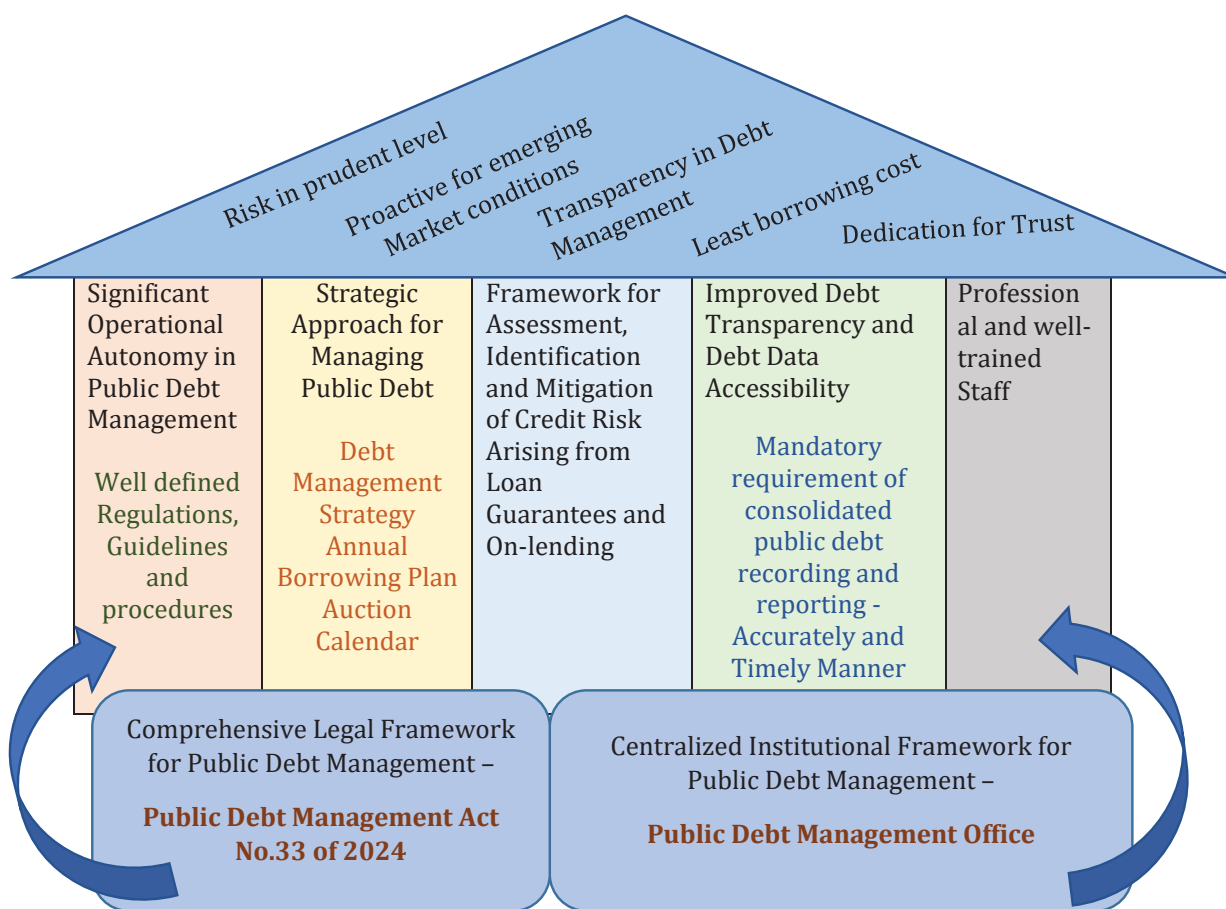 Risk in prudent level
Proactive for emerging
Market conditions
Transparency in Debt
Management
Least borrowing cost
Dedication for Trust
Significant
Operational
Autonomy in
Public Debt
Management
Well defined
Regulations,
Guidelines
and
procedures
Strategic
Approach for
Managing
Public Debt
Debt
Management
Strategy
Annual
Borrowing Plan
Auction
Calendar
Framework for
Assessment,
Identification
and Mitigation
of Credit Risk
Arising from
Loan
Guarantees and
On-lending
Improved Debt
Transparency and
Debt Data
Accessibility
Mandatory
requirement of
consolidated
public debt
recording and
reporting -
Accurately and
Timely Manner
Profession
al and well-
trained
Staff
Comprehensive Legal Framework
for Public Debt Management –
Public Debt Management Act
No.33 of 2024
Centralized Institutional Framework for
Public Debt Management –
Public Debt Management Office